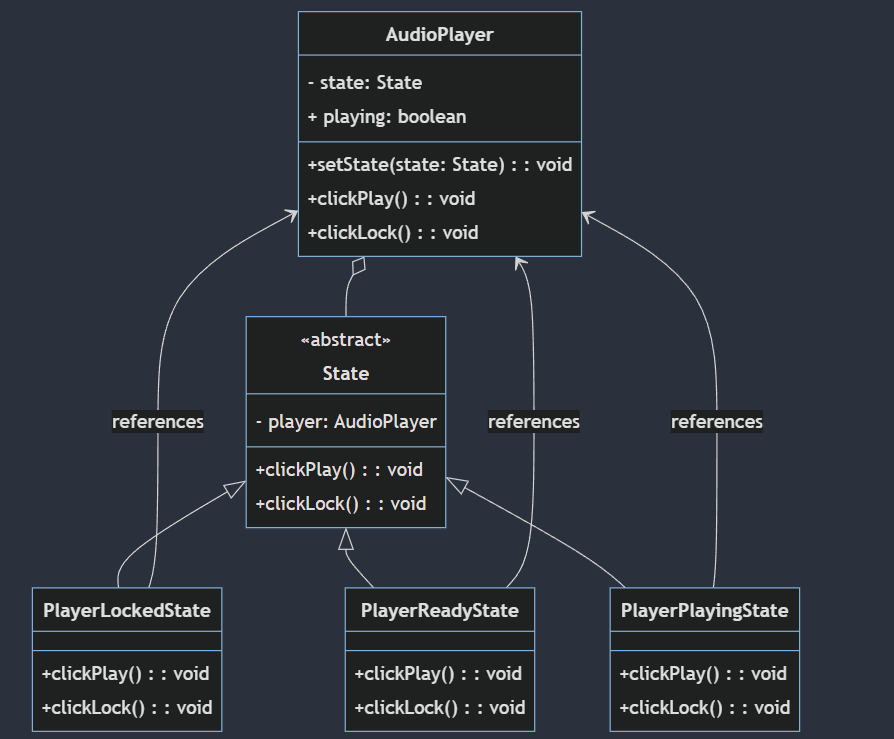 AudioPlayer
- state: State
+ playing: boolean
+setState(state: State) : : void
+clickPlay() : : void
+clickLock() : : void
«abstract»
State
- player: AudioPlayer
+clickPlay() : : void
+clickLock() : : void
references
references
references
PlayerLockedState
+clickPlay() : : void
+clickLock() : : void
PlayerReadyState
+clickPlay() : : void
+clickLock() : : void
PlayerPlayingState
+clickPlay() : : void
+clickLock() : : void